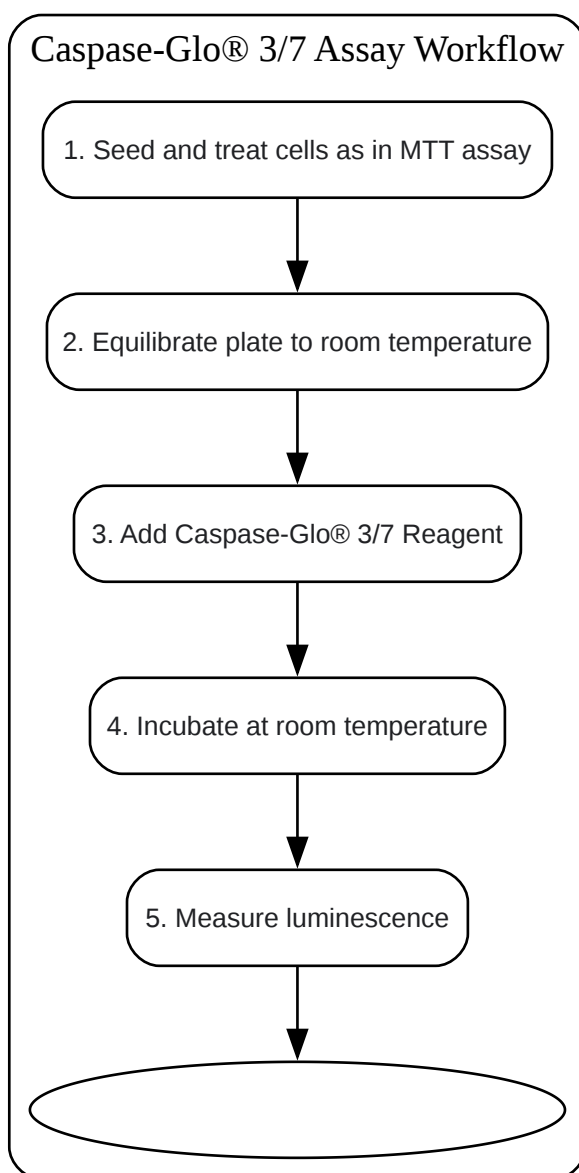 Caspase-Glo® 3/7 Assay Workflow
1. Seed and treat cells as in MTT assay
2. Equilibrate plate to room temperature
3. Add Caspase-Glo® 3/7 Reagent
4. Incubate at room temperature
5. Measure luminescence